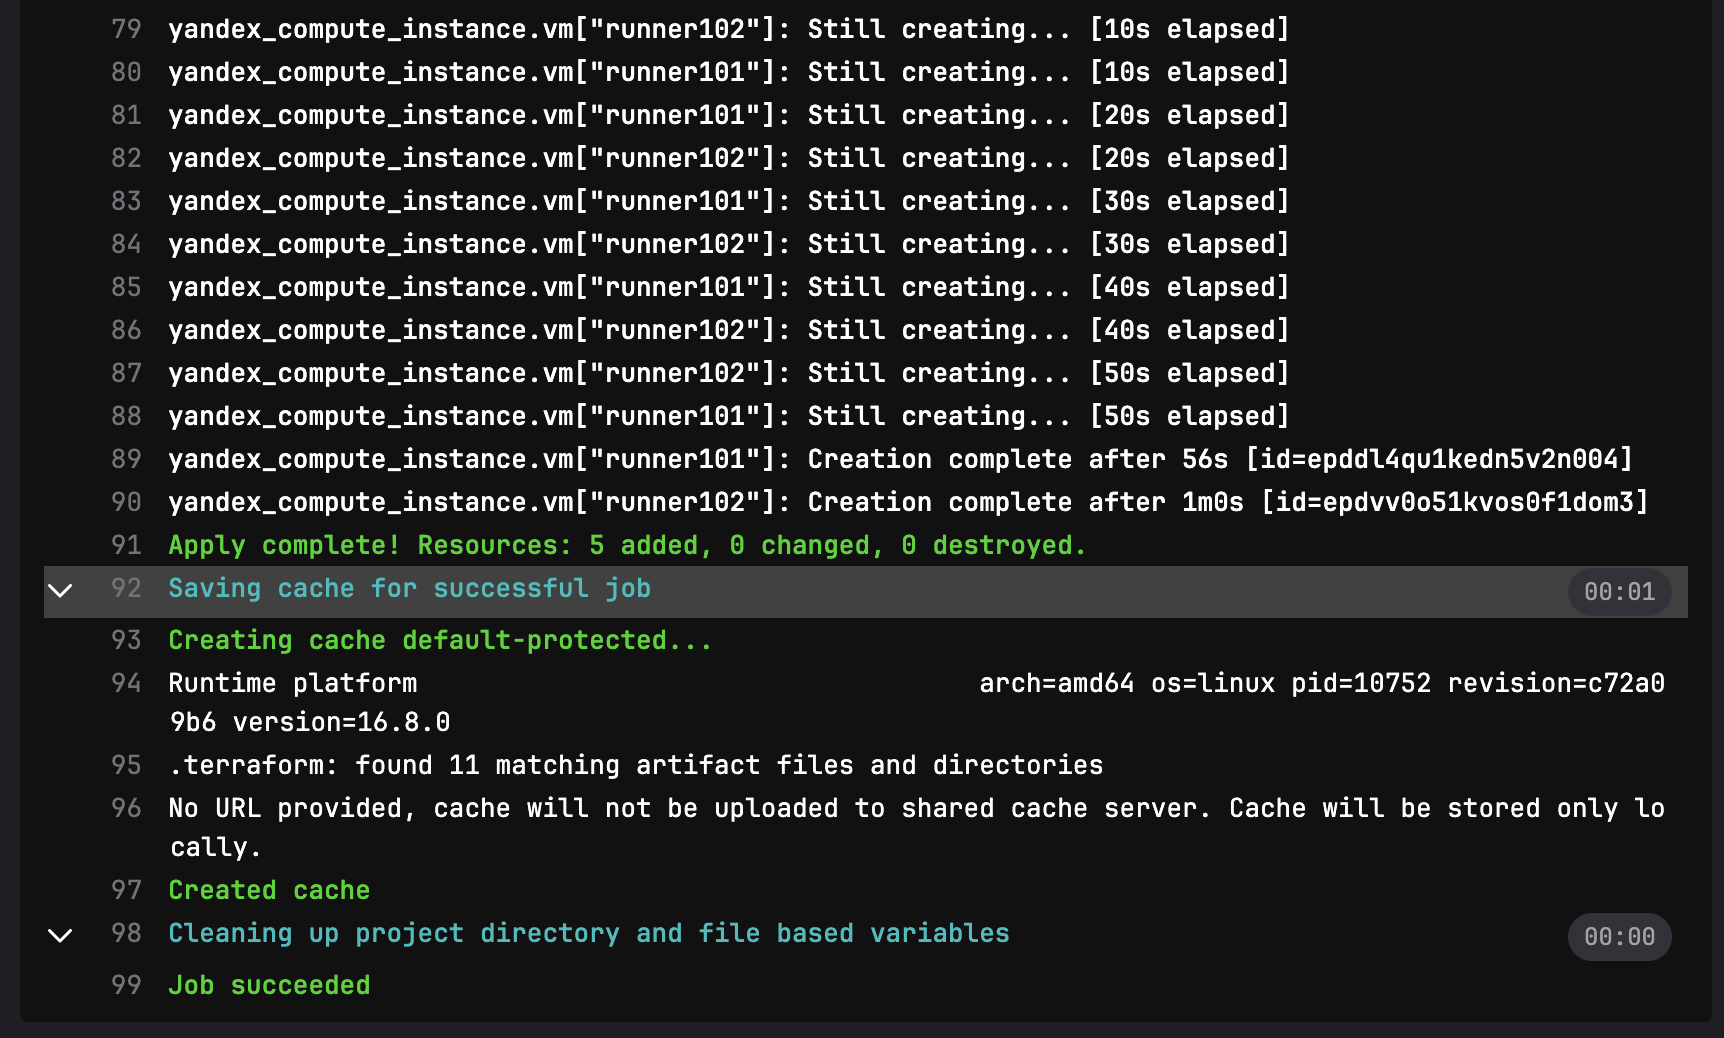 79 yandex_compute_instance.vm["runner102"]: Still creating... [10s elapsed]
80 yandex_compute_instance.vm["runner101"]: Still creating... [10s elapsed]
81 yandex_compute_instance.vm["runner101"]: Still creating... [20s elapsed]
82 yandex_compute_instance.vm["runner102"]: Still creating... [20s elapsed]
83 yandex_compute_instance.vm["runner101"]: Still creating... [30s elapsed]
84 yandex_compute_instance.vm["runner102"]: Still creating... [30s elapsed]
85 yandex_compute_instance.vm["runner101"]: Still creating... [40s elapsed]
86 yandex_compute_instance.vm["runner102"]: Still creating... [40s elapsed]
87 yandex_compute_instance.vm["runner102"]: Still creating... [50s elapsed]
88 yandex_compute_instance.vm["runner101"]: Still creating... [50s elapsed]
89 yandex_compute_instance.vm["runner101"]: Creation complete after 56s [id=epddl4qu1kedn5v2n004]
90 yandex_compute_instance.vm["runner102"]: Creation complete after 1m0s [id=epdvv0o51kvos0f1dom3]
91 Apply complete! Resources: 5 added, 0 changed, 0 destroyed.
92 Saving cache for successful job 00:01
93 Creating cache default-protected...
94 Runtime platform arch=amd64 os=linux pid=10752 revision=c72a0
9b6 version=16.8.0
95 .terraform: found 11 matching artifact files and directories
96 No URL provided, cache will not be uploaded to shared cache server. Cache will be stored only lo
cally.
97 Created cache
98 Cleaning up project directory and file based variables 00:00
99 Job succeeded